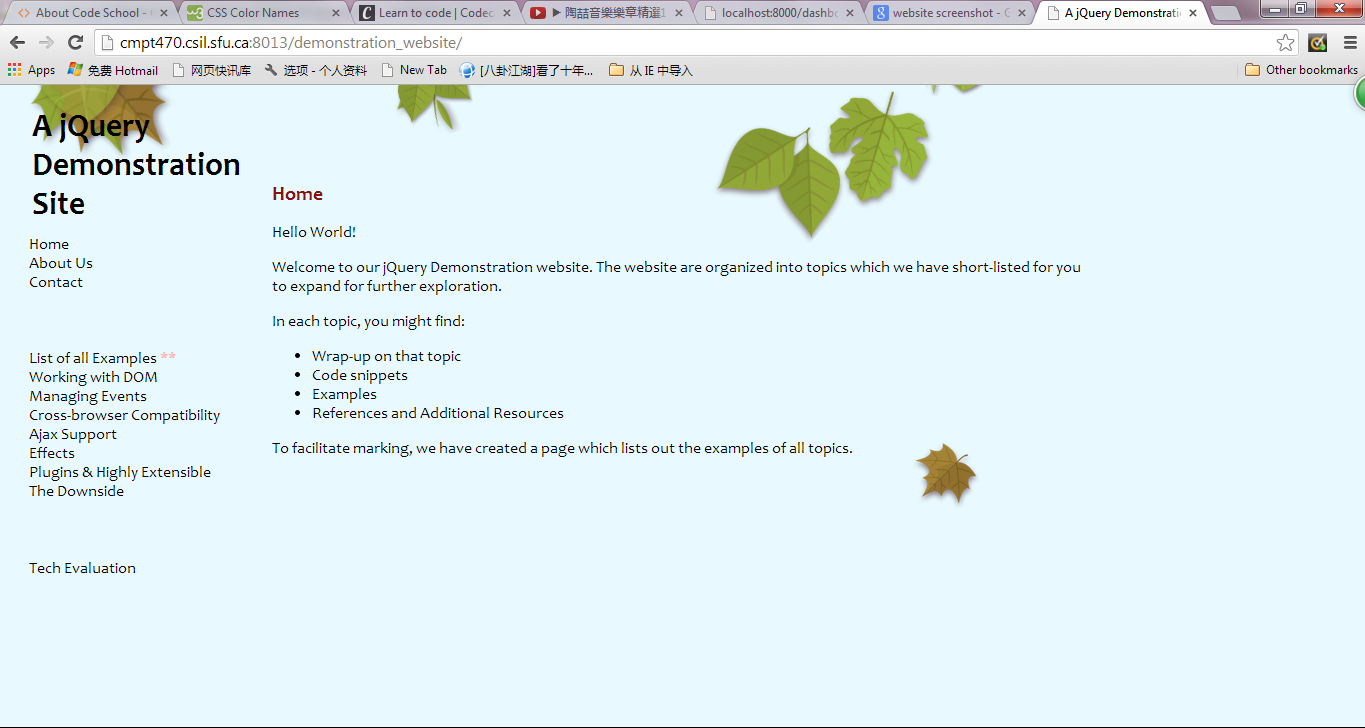 About Code School -
CSS Color Names
Learn to code | Codec
▶ 陶喆音樂樂章精選1
localhost:8000/dashbo
website screenshot - G
A jQuery Demonstratio
cmpt470.csil.sfu.ca:8013/demonstration_website/
Apps 免费 Hotmail 网页快讯库 选项 - 个人资料 New Tab [八卦江湖]看了十年... 从 IE 中导入 Other bookmarks
A jQuery
Demonstration
Site
Home
About Us
Contact
List of all Examples **
Working with DOM
Managing Events
Cross-browser Compatibility
Ajax Support
Effects
Plugins & Highly Extensible
The Downside
Tech Evaluation
Home
Hello World!
Welcome to our jQuery Demonstration website. The website are organized into topics which we have short-listed for you
to expand for further exploration.
In each topic, you might find:
• Wrap-up on that topic
• Code snippets
• Examples
• References and Additional Resources
To facilitate marking, we have created a page which lists out the examples of all topics.